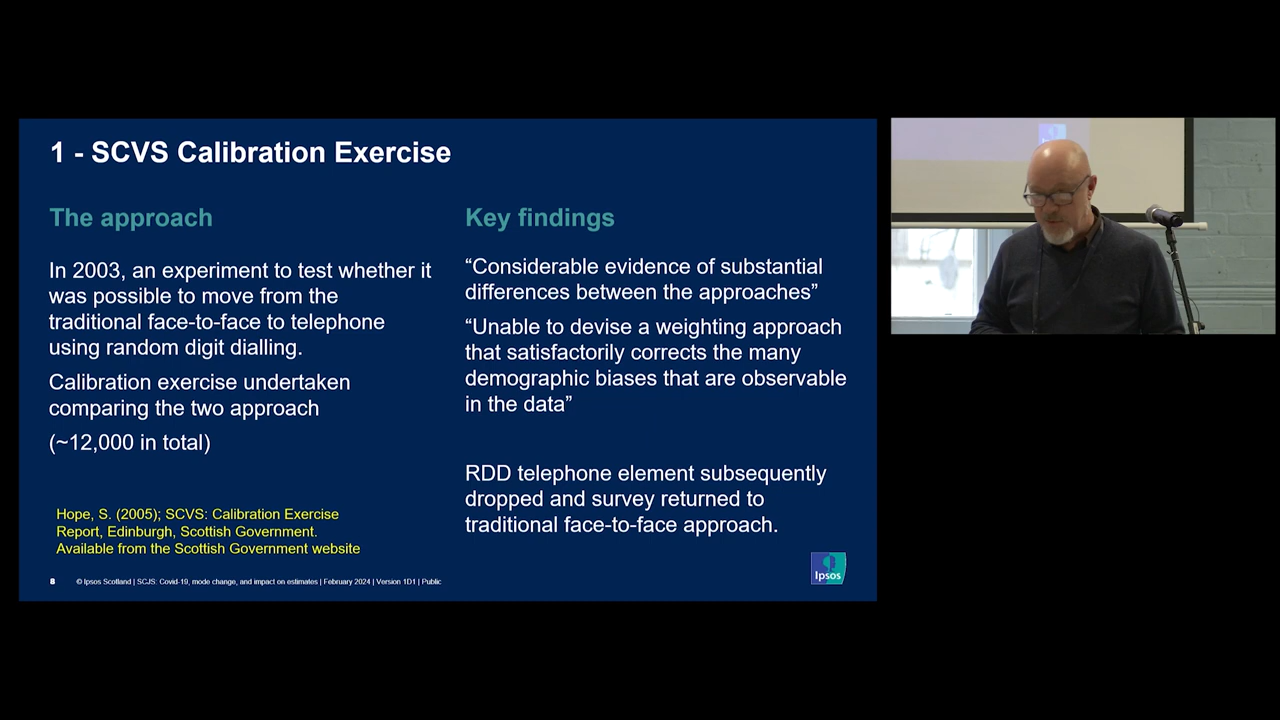 1 - SCVS Calibration Exercise
The approach
In 2003, an experiment to test whether it
was possible to move from the
traditional face-to-face to telephone
using random digit dialling.
Calibration exercise undertaken
comparing the two approach
(~12,000 in total)
Hope, S. (2005); SCVS: Calibration Exercise
Report, Edinburgh, Scottish Government.
Available from the Scottish Government website
Key findings
“Considerable evidence of substantial
differences between the approaches”
“Unable to devise a weighting approach
that satisfactorily corrects the many
demographic biases that are observable
in the data”
RDD telephone element subsequently
dropped and survey returned to
traditional face-to-face approach.
8
© Ipsos Scotland | SCJS: Covid-19, mode change, and impact on estimates | February 2024 | Version 1D1 | Public
Ipsos